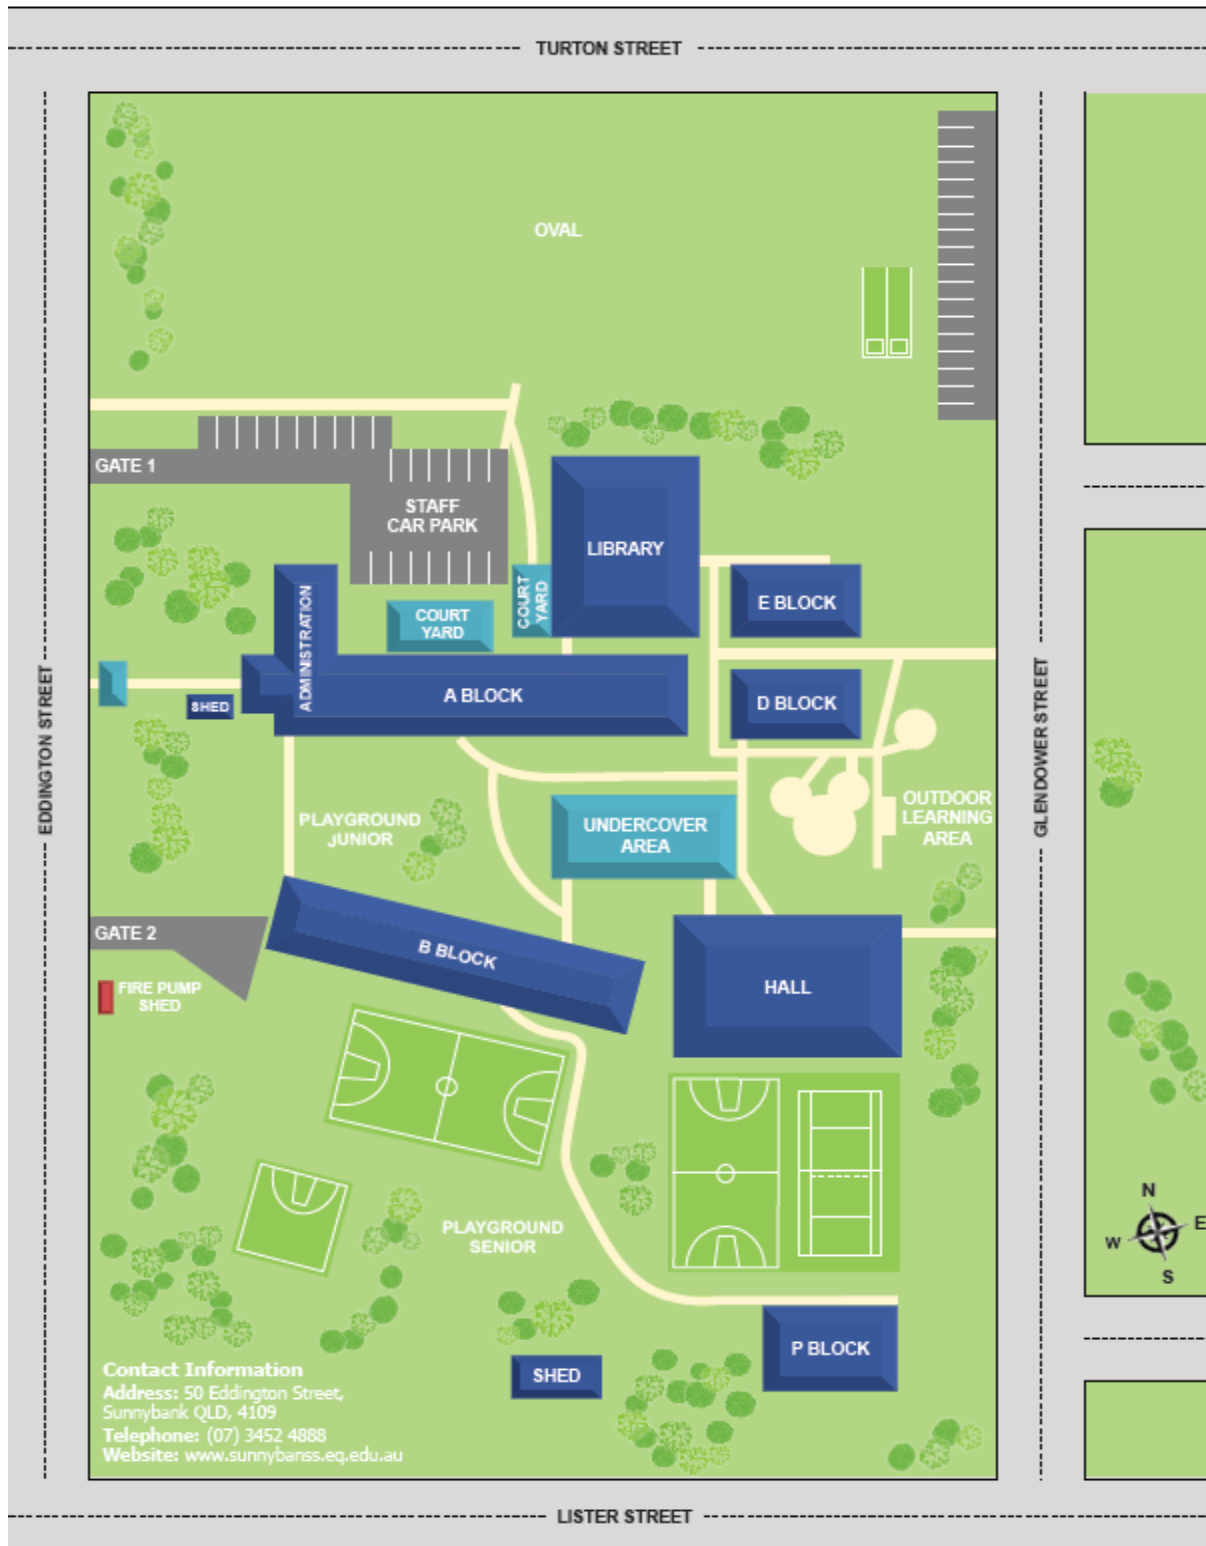 TURTON STREET
OVAL
GATE 1
STAFF
CAR PARK
LIBRARY
COURT
YARD
COURT
YARD
E BLOCK
ADMINISTRATION
A BLOCK
SHED
D BLOCK
EDDINGTON STREET
GLENDOWER STREET
PLAYGROUND
JUNIOR
UNDERCOVER
AREA
OUTDOOR
LEARNING
AREA
GATE 2
B BLOCK
HALL
FIRE PUMP
SHED
PLAYGROUND
SENIOR
N
W
E
S
P BLOCK
SHED
Contact Information
Address: 50 Eddington Street,
Sunnybank QLD, 4109
Telephone: (07) 3452 4888
Website: www.sunnybanss.eq.edu.au
LISTER STREET